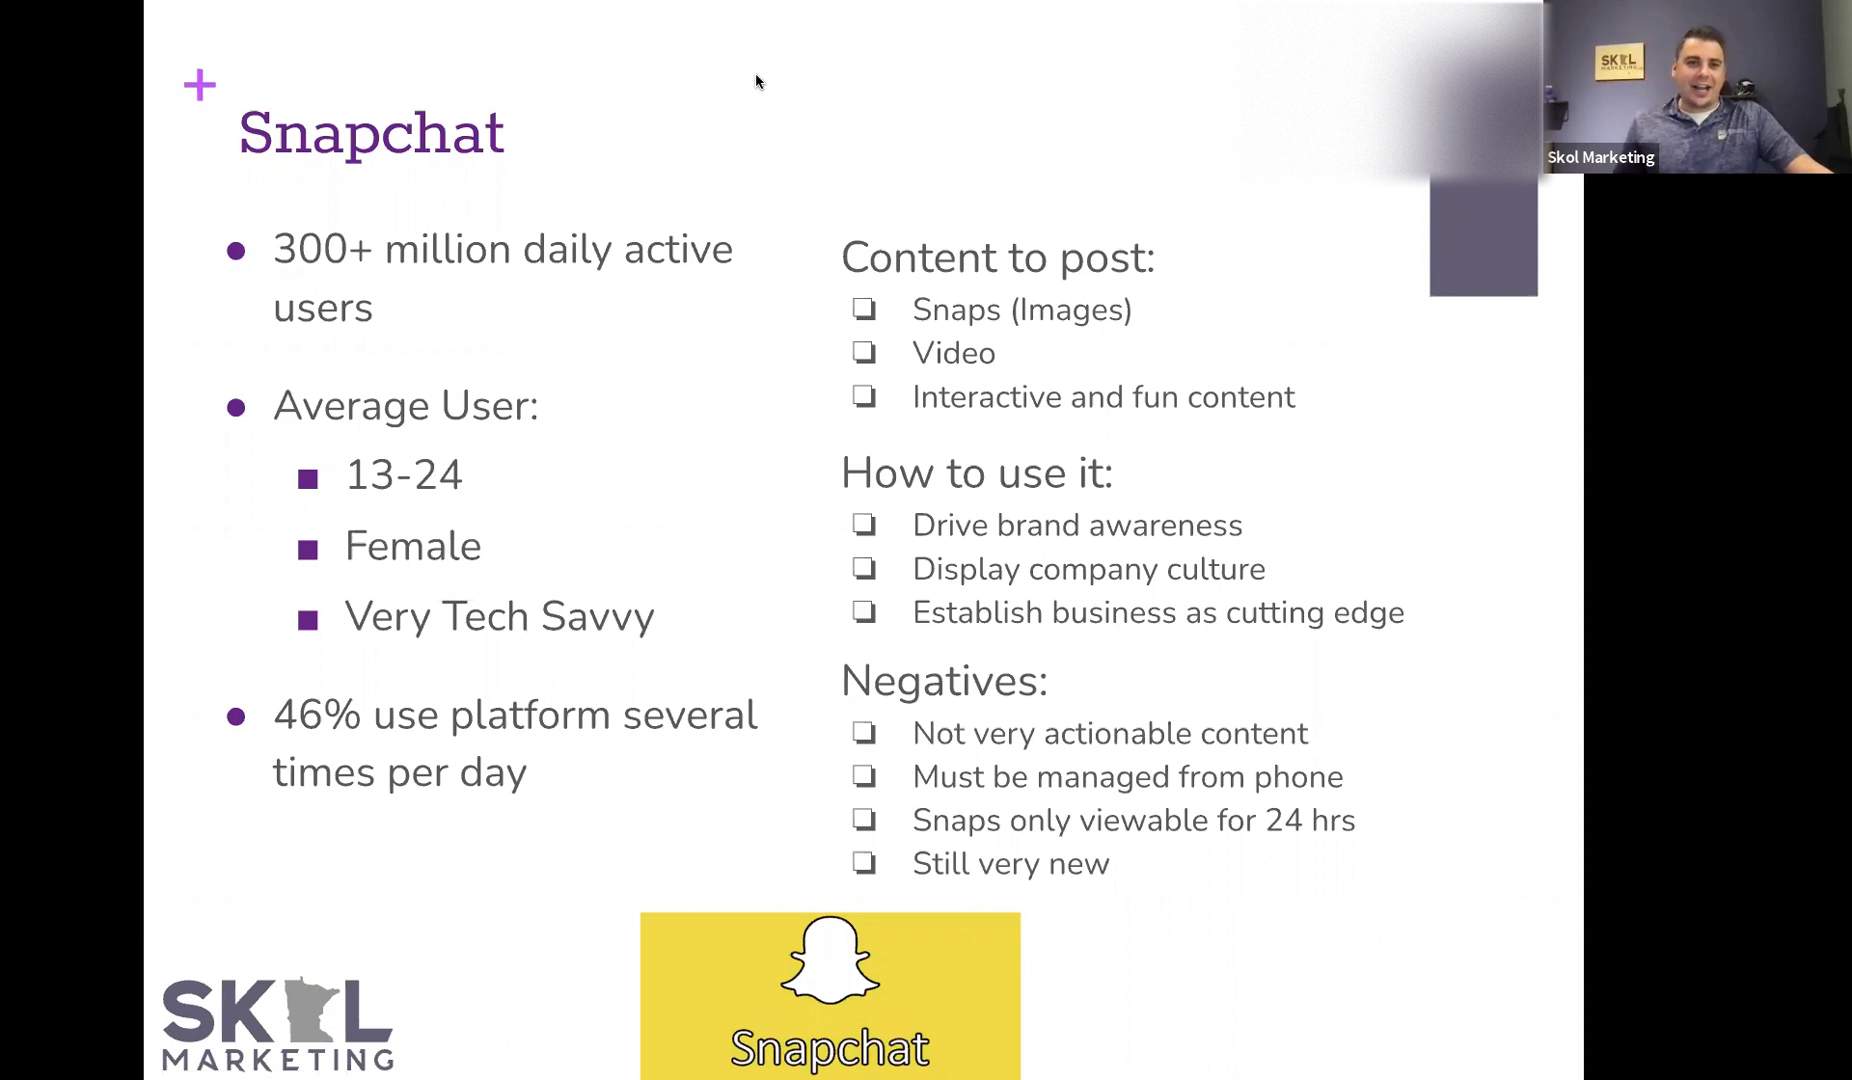 +
Snapchat
300+ million daily active
users
Average User:
13-24
Female
Very Tech Savvy
46% use platform several
times per day
Content to post:
Snaps (Images)
Video
Interactive and fun content
How to use it:
Drive brand awareness
Display company culture
Establish business as cutting edge
Negatives:
Not very actionable content
Must be managed from phone
Snaps only viewable for 24 hrs
Still very new
SKOL
MARKETING
Snapchat
SKOL
MARKETING
Skol Marketing